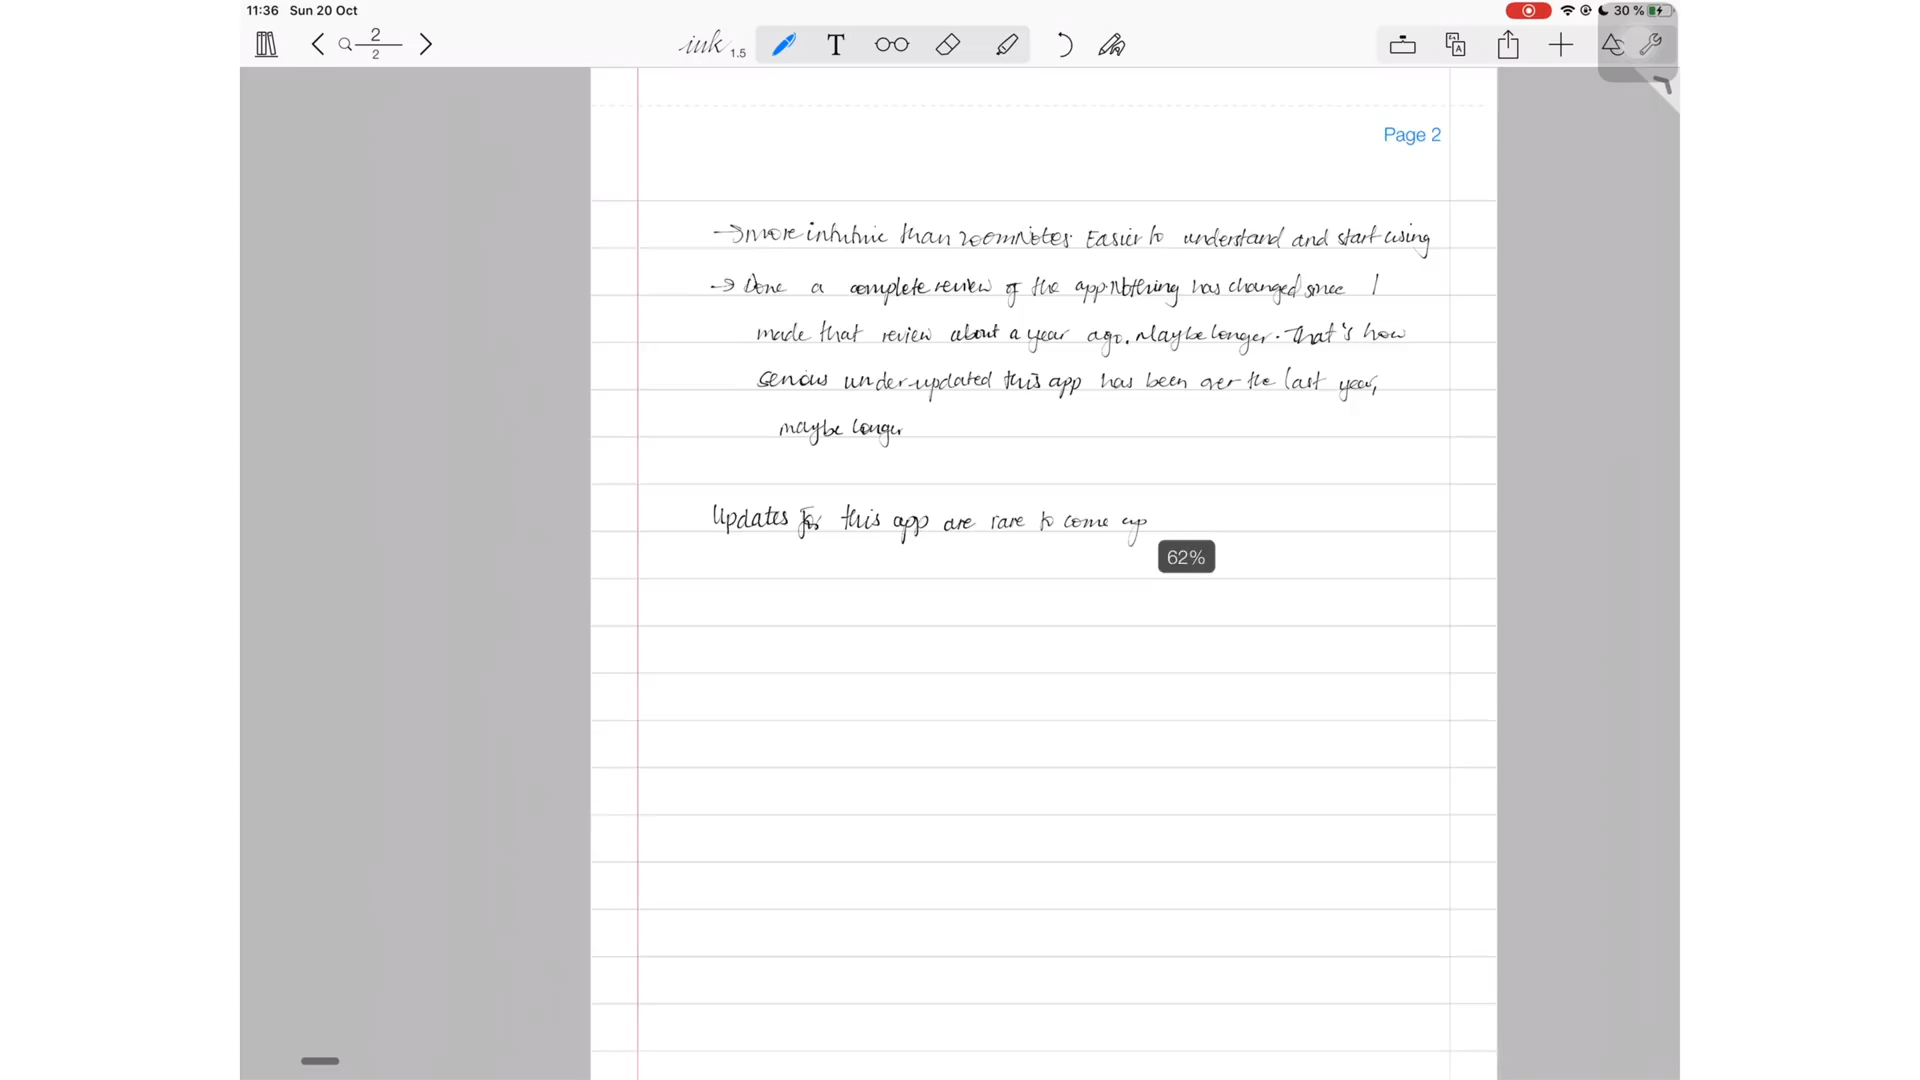 11:36 Sun 20 Oct 30 %
2
2
ink 1.5 T
Page 2
→ more intutive than zoomNotes. Easier to understand and start using
→ Done a complete review of the app. Nothing has changed since I
made that review about a year ago. Maybe longer. That's how
serious under-updated this app has been over the last year,
maybe longer
Updates for this app are rare to come up
62%